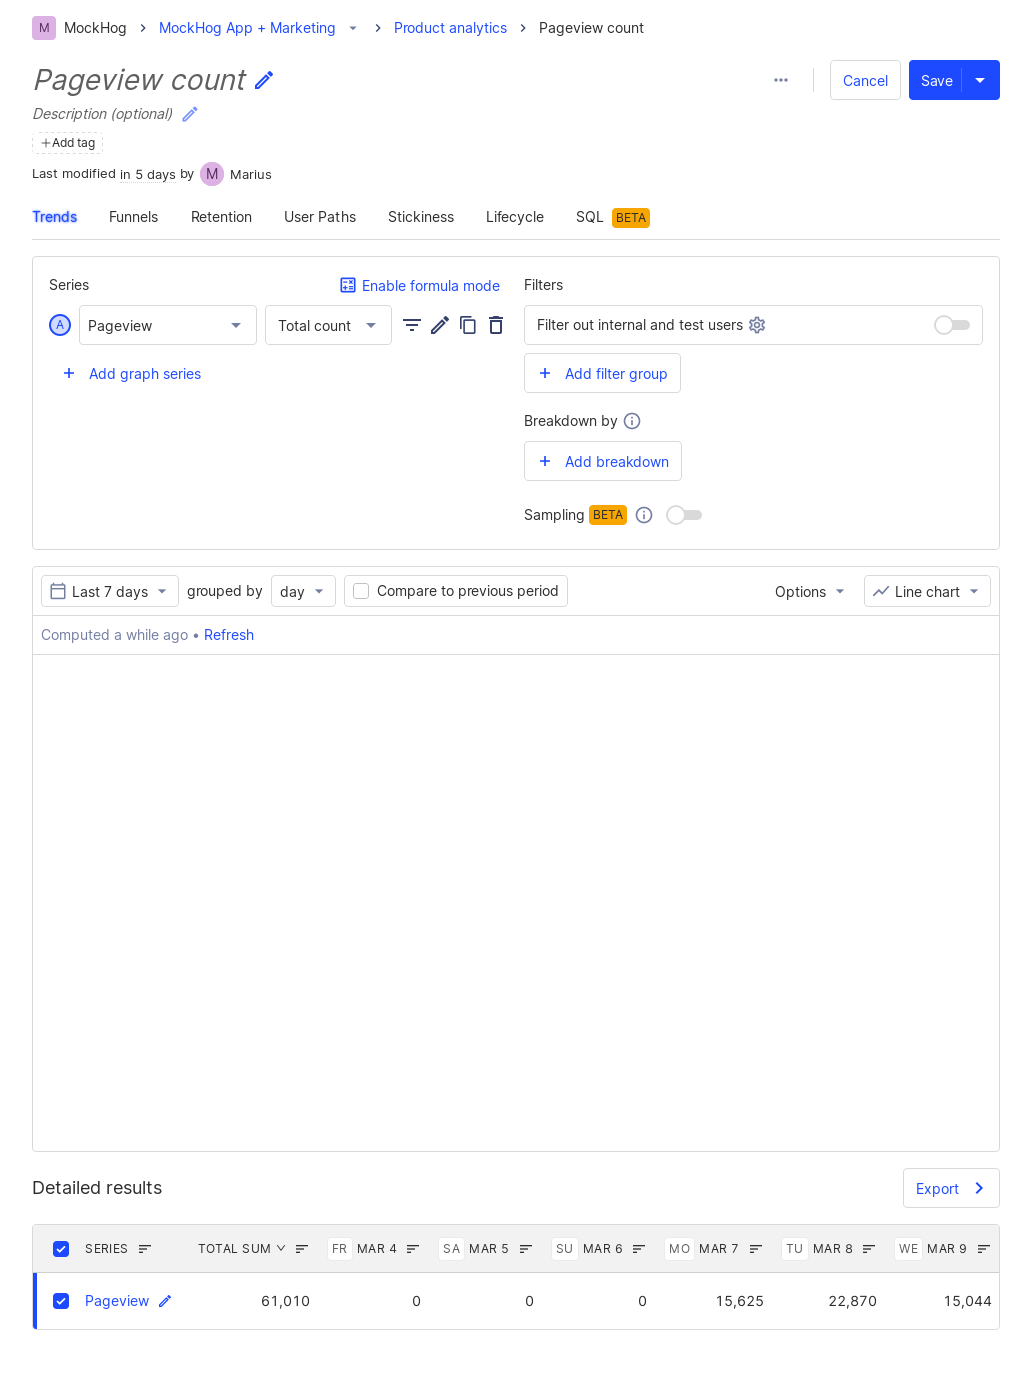 M MockHog MockHog App + Marketing Product analytics Pageview count
Pageview count
Cancel Save
Description (optional)
Add tag
Last modified in 5 days by M Marius
Trends Funnels Retention User Paths Stickiness Lifecycle SQL BETA
Series Enable formula mode
Filters
A Pageview Total count
Filter out internal and test users
Add graph series
Add filter group
Breakdown by
Add breakdown
Sampling BETA
Last 7 days grouped by day Compare to previous period Options Line chart
Computed a while ago • Refresh
Detailed results Export
SERIES TOTAL SUM FR MAR 4 SA MAR 5 SU MAR 6 MO MAR 7 TU MAR 8 WE MAR 9
Pageview 61,010 0 0 0 15,625 22,870 15,044